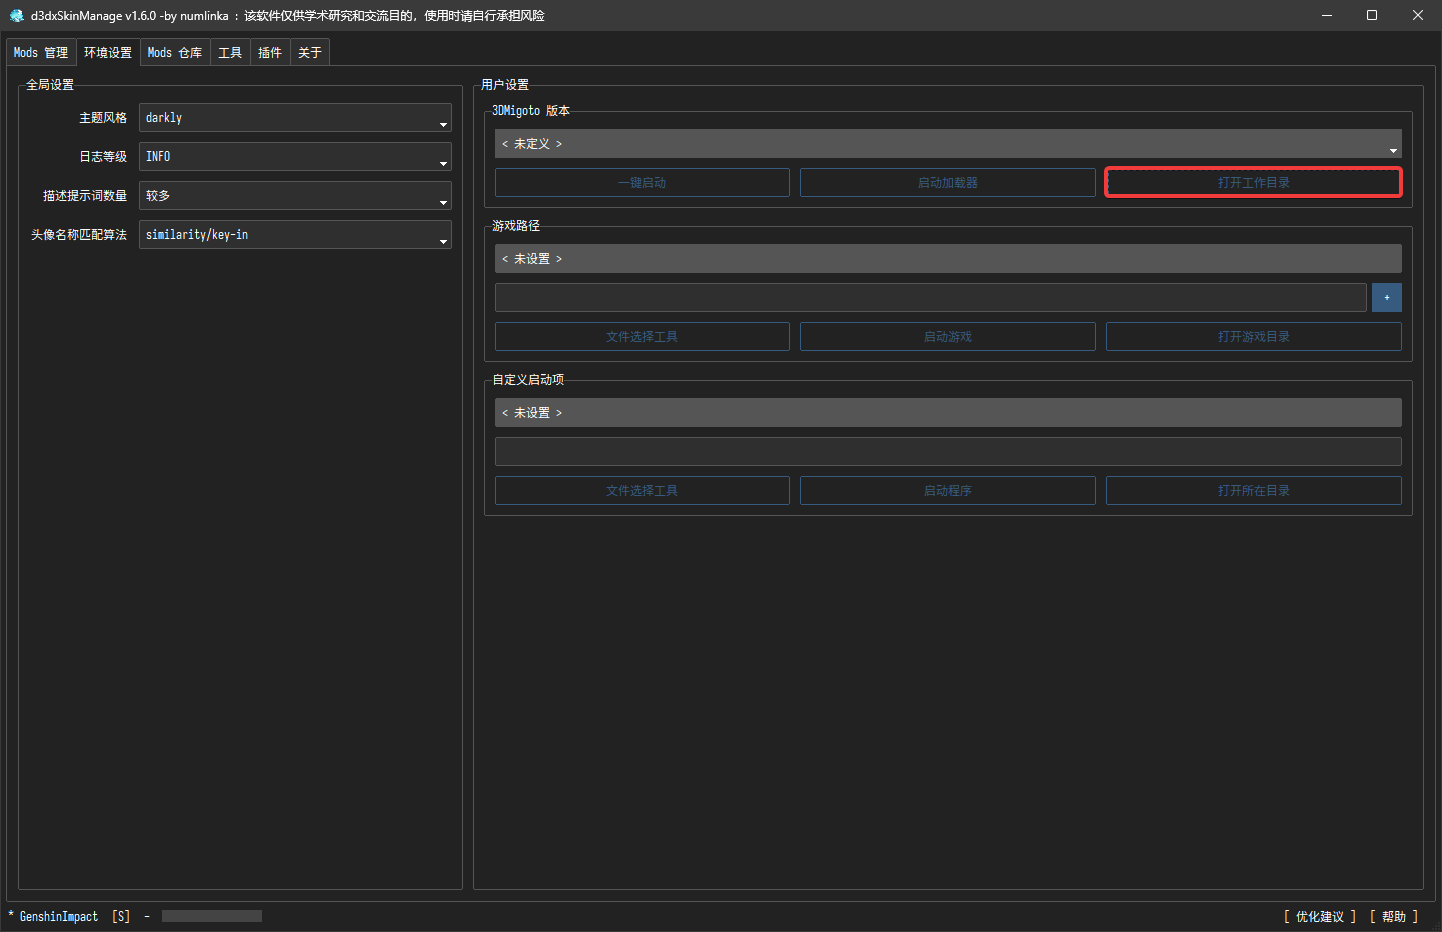 d3dxSkinManage v1.6.0 -by numlinka : 该软件仅供学术研究和交流目的，使用时请自行承担风险
Mods 管理 环境设置 Mods 仓库 工具 插件 关于
全局设置
主题风格 darkly
日志等级 INFO
描述提示词数量 较多
头像名称匹配算法 similarity/key-in
用户设置
3DMigoto 版本
< 未定义 >
一键启动 启动加载器 打开工作目录
游戏路径
< 未设置 >
+
文件选择工具 启动游戏 打开游戏目录
自定义启动项
< 未设置 >
文件选择工具 启动程序 打开所在目录
* GenshinImpact [S] - [ 优化建议 ] [ 帮助 ]